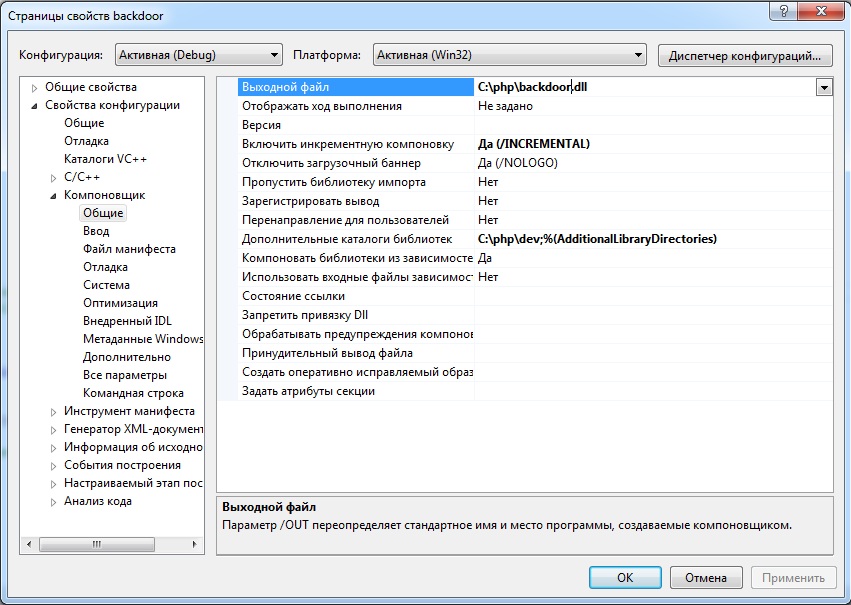 Страницы свойств backdoor
Конфигурация: Активная (Debug) Платформа: Активная (Win32) Диспетчер конфигураций...
Общие свойства
Свойства конфигурации
Общие
Отладка
Каталоги VC++
C/C++
Компоновщик
Общие
Ввод
Файл манифеста
Отладка
Система
Оптимизация
Внедренный IDL
Метаданные Windows
Дополнительно
Все параметры
Командная строка
Инструмент манифеста
Генератор XML-документ
Информация об исходно
События построения
Настраиваемый этап пос
Анализ кода
Выходной файл C:\php\backdoor.dll
Отображать ход выполнения Не задано
Версия
Включить инкрементную компоновку Да (/INCREMENTAL)
Отключить загрузочный баннер Да (/NOLOGO)
Пропустить библиотеку импорта Нет
Зарегистрировать вывод Нет
Перенаправление для пользователей Нет
Дополнительные каталоги библиотек C:\php\dev;%(AdditionalLibraryDirectories)
Компоновать библиотеки из зависимосте Да
Использовать входные файлы зависимос Нет
Состояние ссылки
Запретить привязку Dll
Обрабатывать предупреждения компонов
Принудительный вывод файла
Создать оперативно исправляемый образ
Задать атрибуты секции
Выходной файл
Параметр /OUT переопределяет стандартное имя и место программы, создаваемые компоновщиком.
ОК Отмена Применить